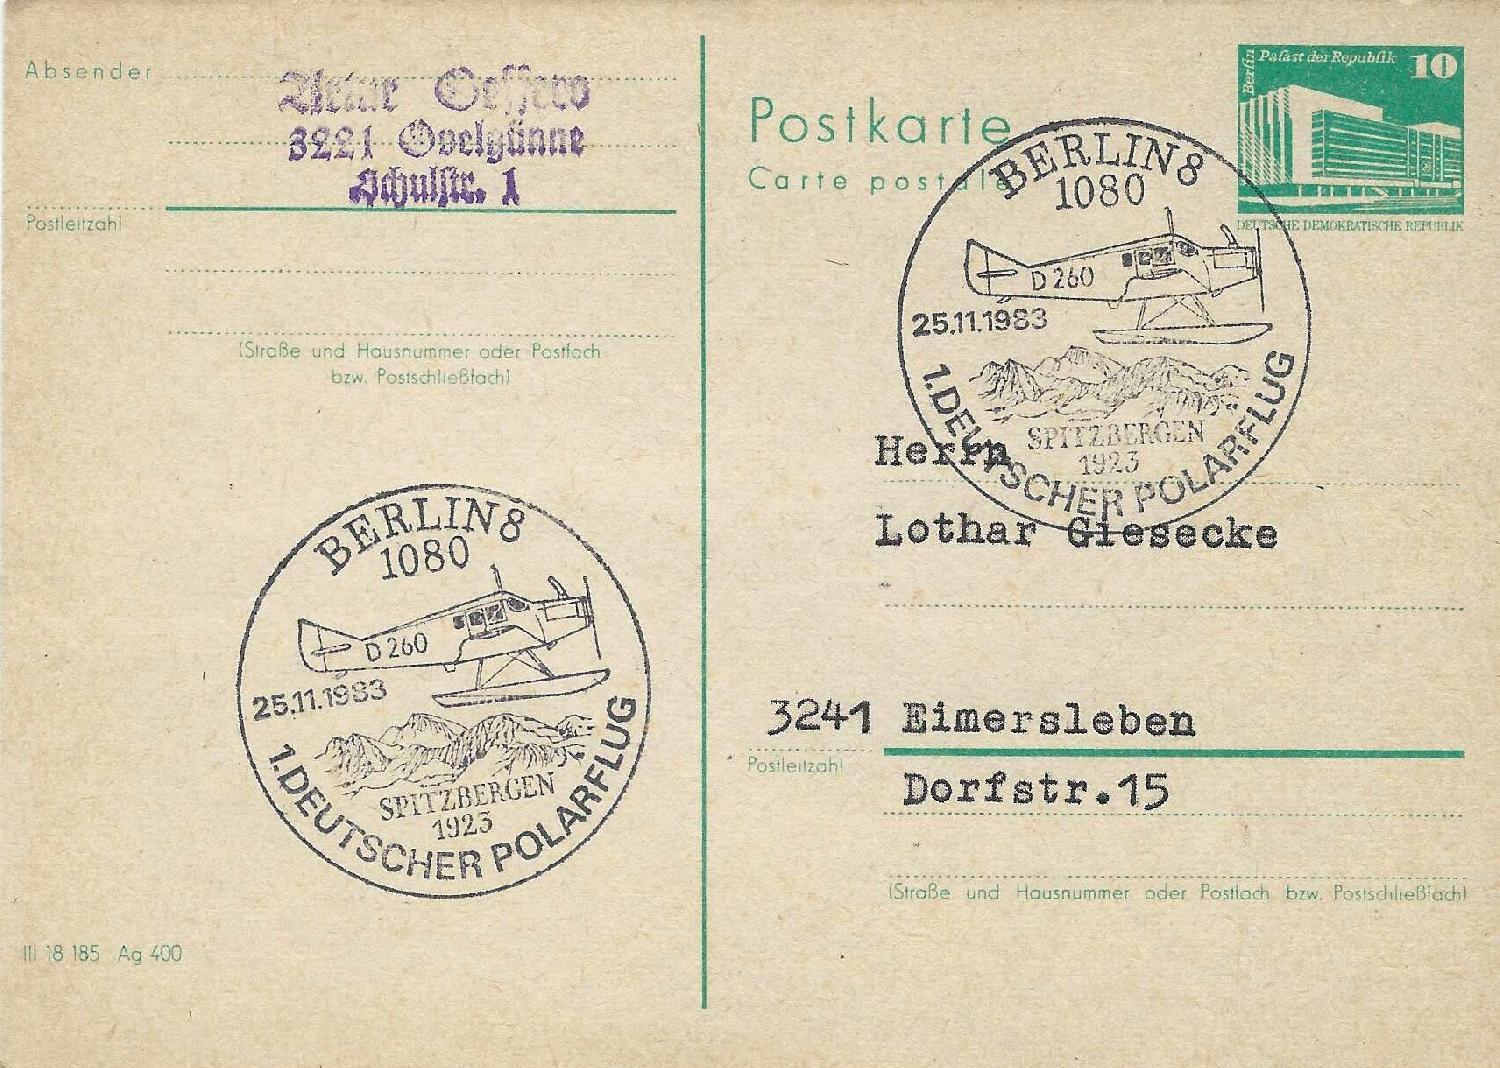 Absender
3221 Ovelgünne
Schulstr. 1
Postleitzahl
(Straße und Hausnummer oder Postfach
bzw. Postschließfach)
BERLIN 8
1080
D 260
25.11.1983
SPITZBERGEN
1923
1. DEUTSCHER POLARFLUG
III 18 185 Ag 400
Postkarte
Carte postale
Berlin
Palast der Republik 10
DEUTSCHE DEMOKRATISCHE REPUBLIK
BERLIN 8
1080
D 260
25.11.1983
SPITZBERGEN
1923
1. DEUTSCHER POLARFLUG
Herrn
Lothar Giesecke
3241 Eimersleben
Postleitzahl
Dorfstr.15
(Straße und Hausnummer oder Postfach bzw. Postschließfach)